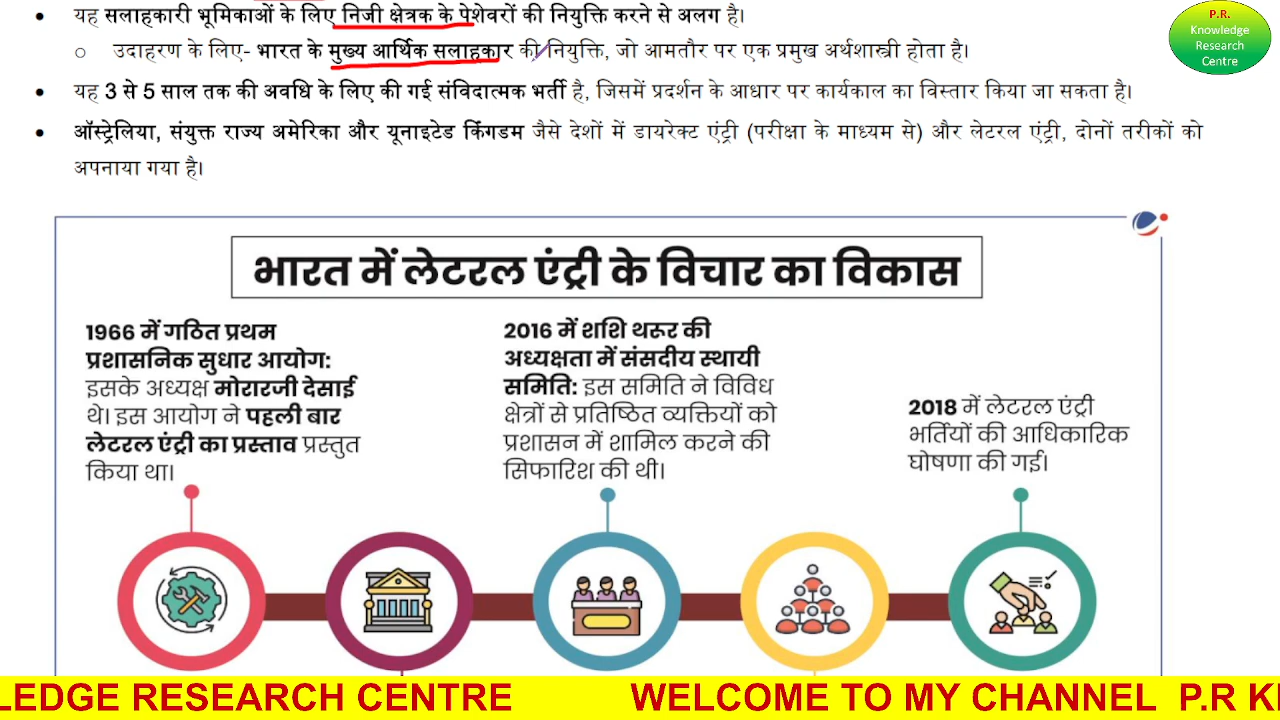 यह सलाहकारी भूमिकाओं के लिए निजी क्षेत्रक के पेशेवरों की नियुक्ति करने से अलग है।
उदाहरण के लिए- भारत के मुख्य आर्थिक सलाहकार की नियुक्ति, जो आमतौर पर एक प्रमुख अर्थशास्त्री होता है।
यह 3 से 5 साल तक की अवधि के लिए की गई संविदात्मक भर्ती है, जिसमें प्रदर्शन के आधार पर कार्यकाल का विस्तार किया जा सकता है।
ऑस्ट्रेलिया, संयुक्त राज्य अमेरिका और यूनाइटेड किंगडम जैसे देशों में डायरेक्ट एंट्री (परीक्षा के माध्यम से) और लेटरल एंट्री, दोनों तरीकों को
अपनाया गया है।
P.R.
Knowledge
Research
Centre
भारत में लेटरल एंट्री के विचार का विकास
1966 में गठित प्रथम
प्रशासनिक सुधार आयोग:
इसके अध्यक्ष मोरारजी देसाई
थे। इस आयोग ने पहली बार
लेटरल एंट्री का प्रस्ताव प्रस्तुत
किया था।
2016 में शशि थरूर की
अध्यक्षता में संसदीय स्थायी
समिति: इस समिति ने विविध
क्षेत्रों से प्रतिष्ठित व्यक्तियों को
प्रशासन में शामिल करने की
सिफारिश की थी।
2018 में लेटरल एंट्री
भर्तियों की आधिकारिक
घोषणा की गई।
LEDGE RESEARCH CENTRE WELCOME TO MY CHANNEL P.R K